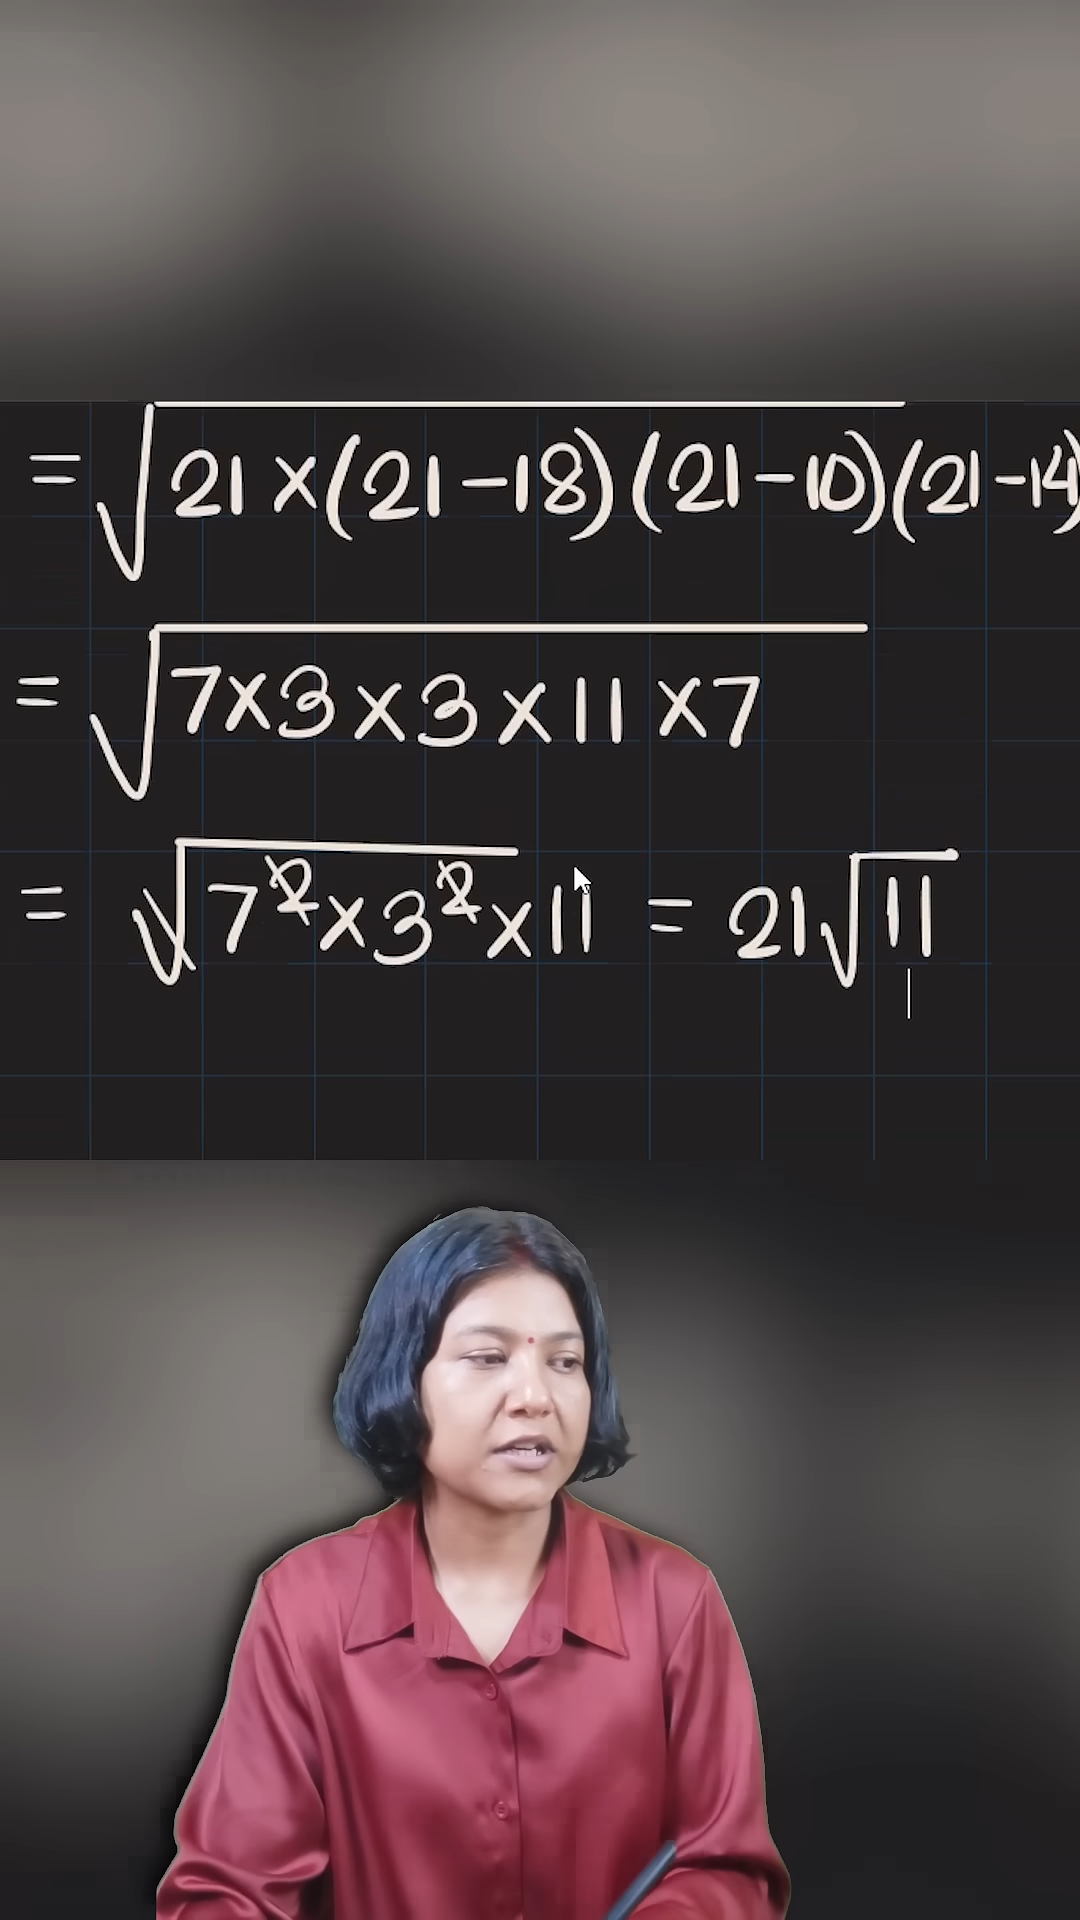 = √21 × (21 - 18) (21 - 10) (21 - 14)
= √7 × 3 × 3 × 11 × 7
= √7² × 3² × 11 = 21√11